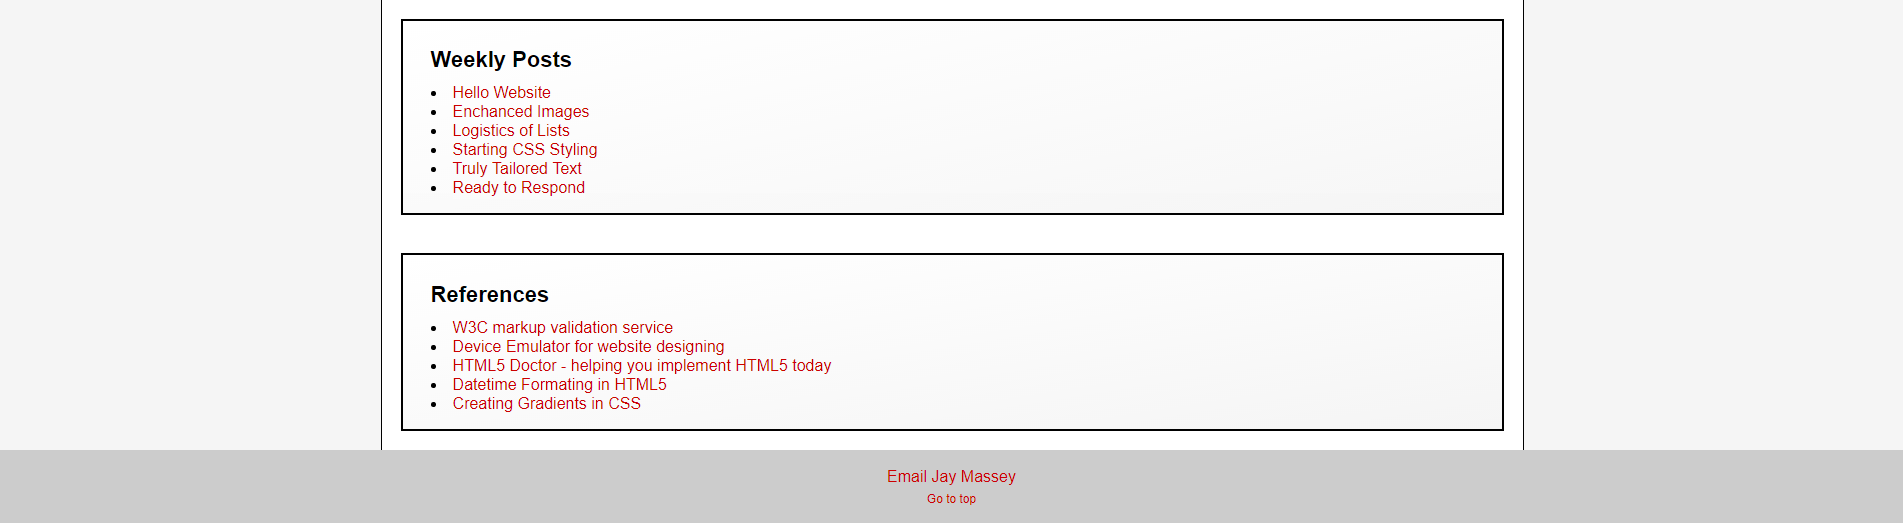 Weekly Posts
Hello Website
Enchanced Images
Logistics of Lists
Starting CSS Styling
Truly Tailored Text
Ready to Respond
References
W3C markup validation service
Device Emulator for website designing
HTML5 Doctor - helping you implement HTML5 today
Datetime Formating in HTML5
Creating Gradients in CSS
Email Jay Massey
Go to top